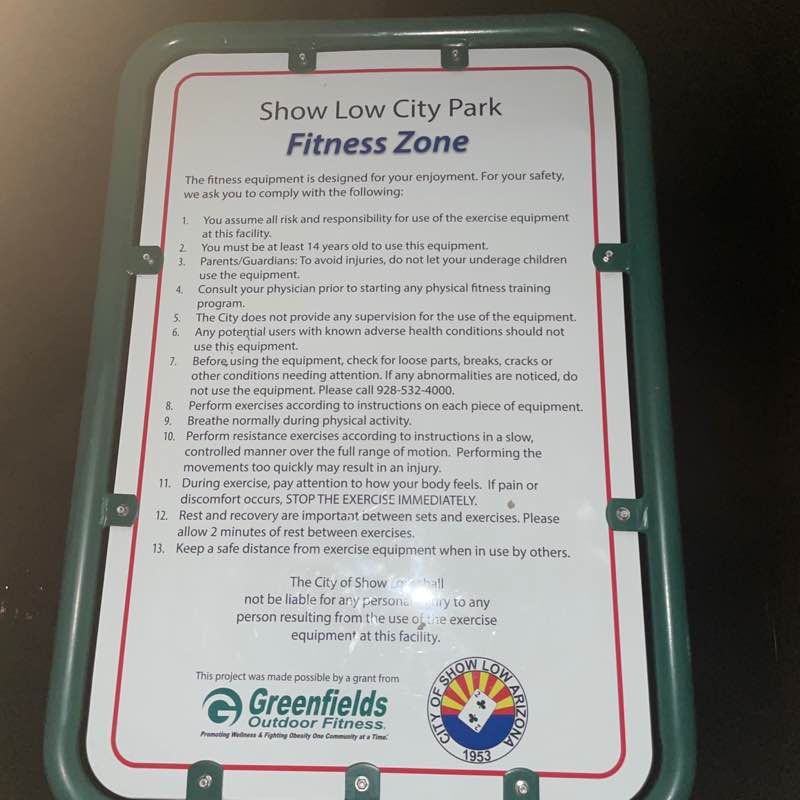 Show Low City Park
Fitness Zone
The fitness equipment is designed for your enjoyment. For your safety,
we ask you to comply with the following:
1. You assume all risk and responsibility for use of the exercise equipment
at this facility.
2. You must be at least 14 years old to use this equipment.
3. Parents/Guardians: To avoid injuries, do not let your underage children
use the equipment.
4. Consult your physician prior to starting any physical fitness training
program.
5. The City does not provide any supervision for the use of the equipment.
6. Any potential users with known adverse health conditions should not
use this equipment.
7. Before using the equipment, check for loose parts, breaks, cracks or
other conditions needing attention. If any abnormalities are noticed, do
not use the equipment. Please call 928-532-4000.
8. Perform exercises according to instructions on each piece of equipment.
9. Breathe normally during physical activity.
10. Perform resistance exercises according to instructions in a slow,
controlled manner over the full range of motion. Performing the
movements too quickly may result in an injury.
11. During exercise, pay attention to how your body feels. If pain or
discomfort occurs, STOP THE EXERCISE IMMEDIATELY.
12. Rest and recovery are important between sets and exercises. Please
allow 2 minutes of rest between exercises.
13. Keep a safe distance from exercise equipment when in use by others.
The City of Show Low shall
not be liable for any personal injury to any
person resulting from the use of the exercise
equipment at this facility.
This project was made possible by a grant from
Greenfields
Outdoor Fitness
Promoting Wellness & Fighting Obesity One Community at a Time.
CITY OF SHOW LOW ARIZONA
1953